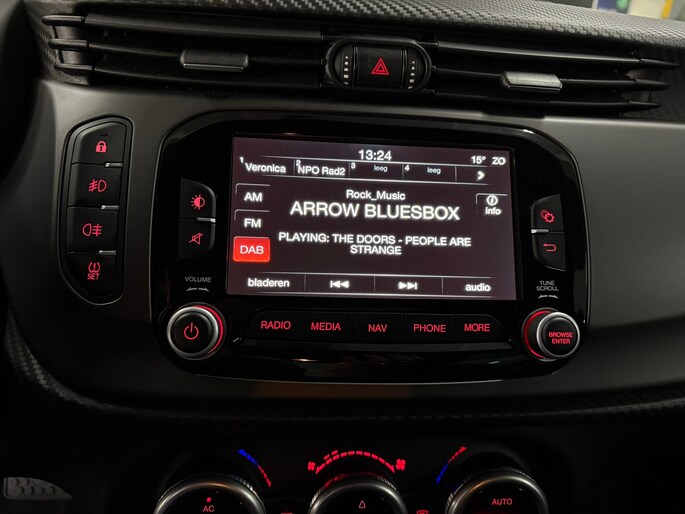 13:24
15° ZO
1 Veronica 2 NPO Rad2 3 leeg 4 leeg
AM
Rock_Music
ARROW BLUESBOX
i Info
FM
DAB
PLAYING: THE DOORS - PEOPLE ARE
STRANGE
bladeren
audio
SET
VOLUME
TUNE
SCROLL
RADIO MEDIA NAV PHONE MORE
BROWSE
ENTER
AC
AUTO